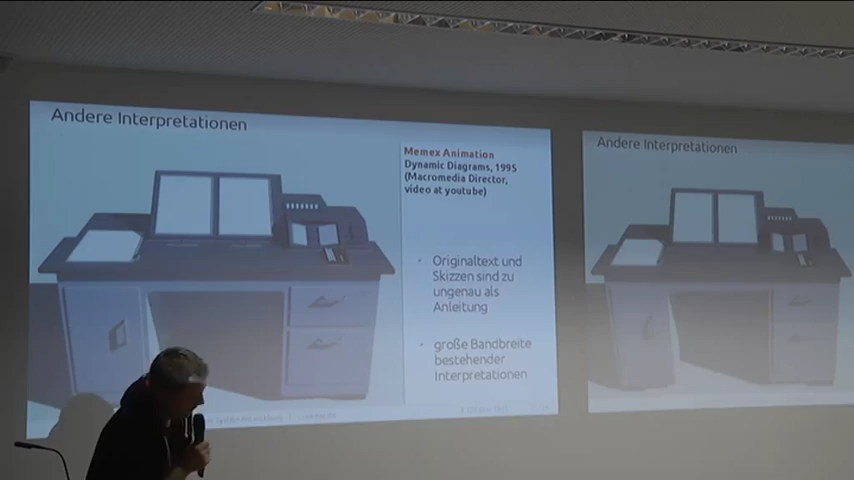 Andere Interpretationen
Memex Animation
Dynamic Diagrams, 1995
(Macromedia Director,
video at youtube)
• Originaltext und
Skizzen sind zu
ungenau als
Anleitung
• große Bandbreite
bestehender
Interpretationen
Andere Interpretationen